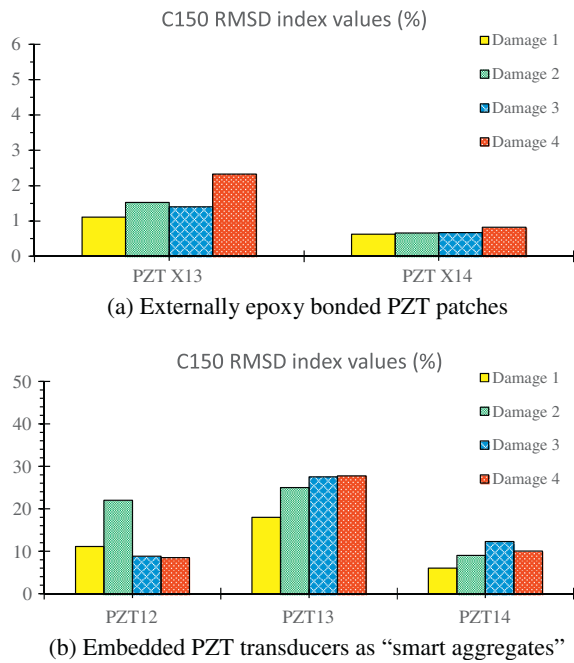 C150 RMSD index values (%)
6
5
4
3
2
1
0
Damage 1
Damage 2
Damage 3
Damage 4
PZT X13 PZT X14
(a) Externally epoxy bonded PZT patches
C150 RMSD index values (%)
50
40
30
20
10
0
Damage 1
Damage 2
Damage 3
Damage 4
PZT12 PZT13 PZT14
(b) Embedded PZT transducers as “smart aggregates”